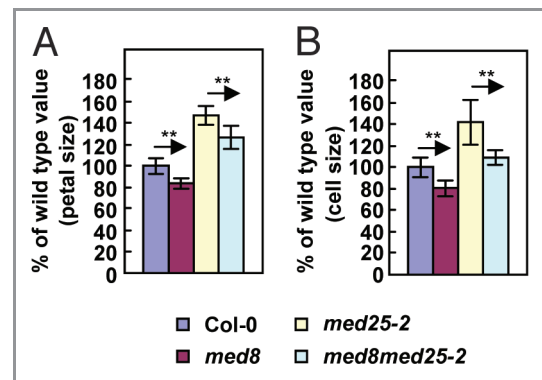 A
% of wild type value
(petal size)
180
160
140
120
100
80
60
40
20
0
**
**
B
% of wild type value
(cell size)
180
160
140
120
100
80
60
40
20
0
**
**
Col-0
med25-2
med8
med8med25-2